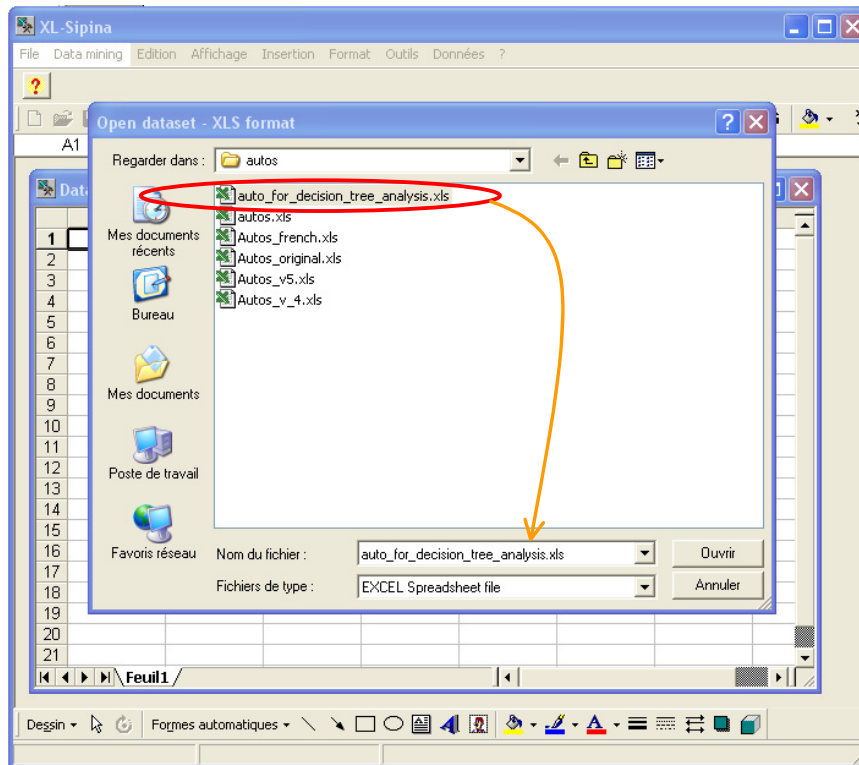 XL-Sipina
File Data mining Edition Affichage Insertion Format Outils Données ?
?
Open dataset - XLS format
A1
Regarder dans : autos
Data
auto_for_decision_tree_analysis.xls
autos.xls
Autos_french.xls
Autos_original.xls
Autos_v5.xls
Autos_v_4.xls
Mes documents récents
Bureau
Mes documents
Poste de travail
Favoris réseau
1
2
3
4
5
6
7
8
9
10
11
12
13
14
15
16
17
18
19
20
21
Nom du fichier : auto_for_decision_tree_analysis.xls Ouvrir
Fichiers de type : EXCEL Spreadsheet file Annuler
Feuil1
Dessin Formes automatiques